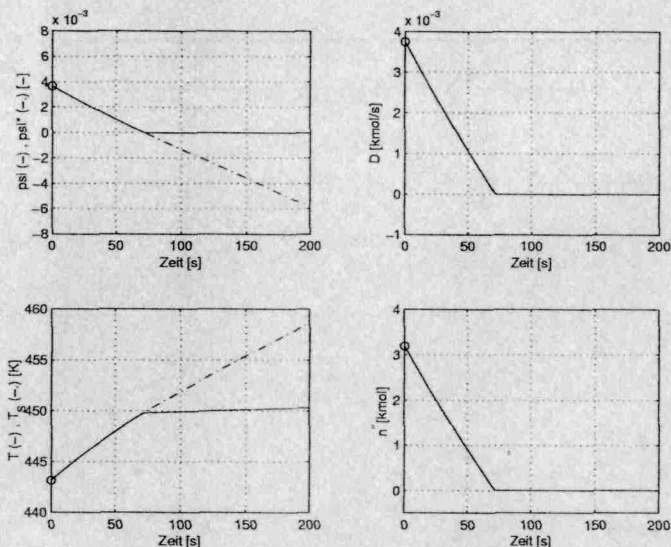 x 10⁻³
8
6
4
2
0
−2
−4
−6
−8
0 50 100 150 200
Zeit [s]
psi (−) , psi* (−.) [−]
x 10⁻³
4
3
2
1
0
−1
0 50 100 150 200
Zeit [s]
D [kmol/s]
460
455
450
445
440
0 50 100 150 200
Zeit [s]
T (−) , T_S (−.) [K]
4
3
2
1
0
0 50 100 150 200
Zeit [s]
n'' [kmol]